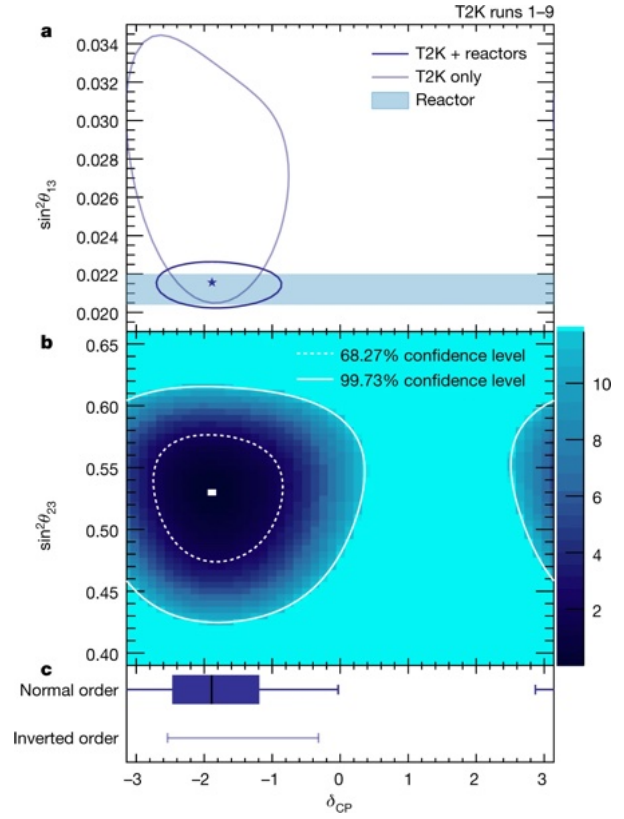 T2K runs 1–9
a
T2K + reactors
T2K only
Reactor
0.034
0.032
0.030
0.028
0.026
0.024
0.022
0.020
sin²θ₁₃
b
68.27% confidence level
99.73% confidence level
0.65
0.60
0.55
0.50
0.45
0.40
sin²θ₂₃
10
8
6
4
2
c
Normal order
Inverted order
−3 −2 −1 0 1 2 3
δCP